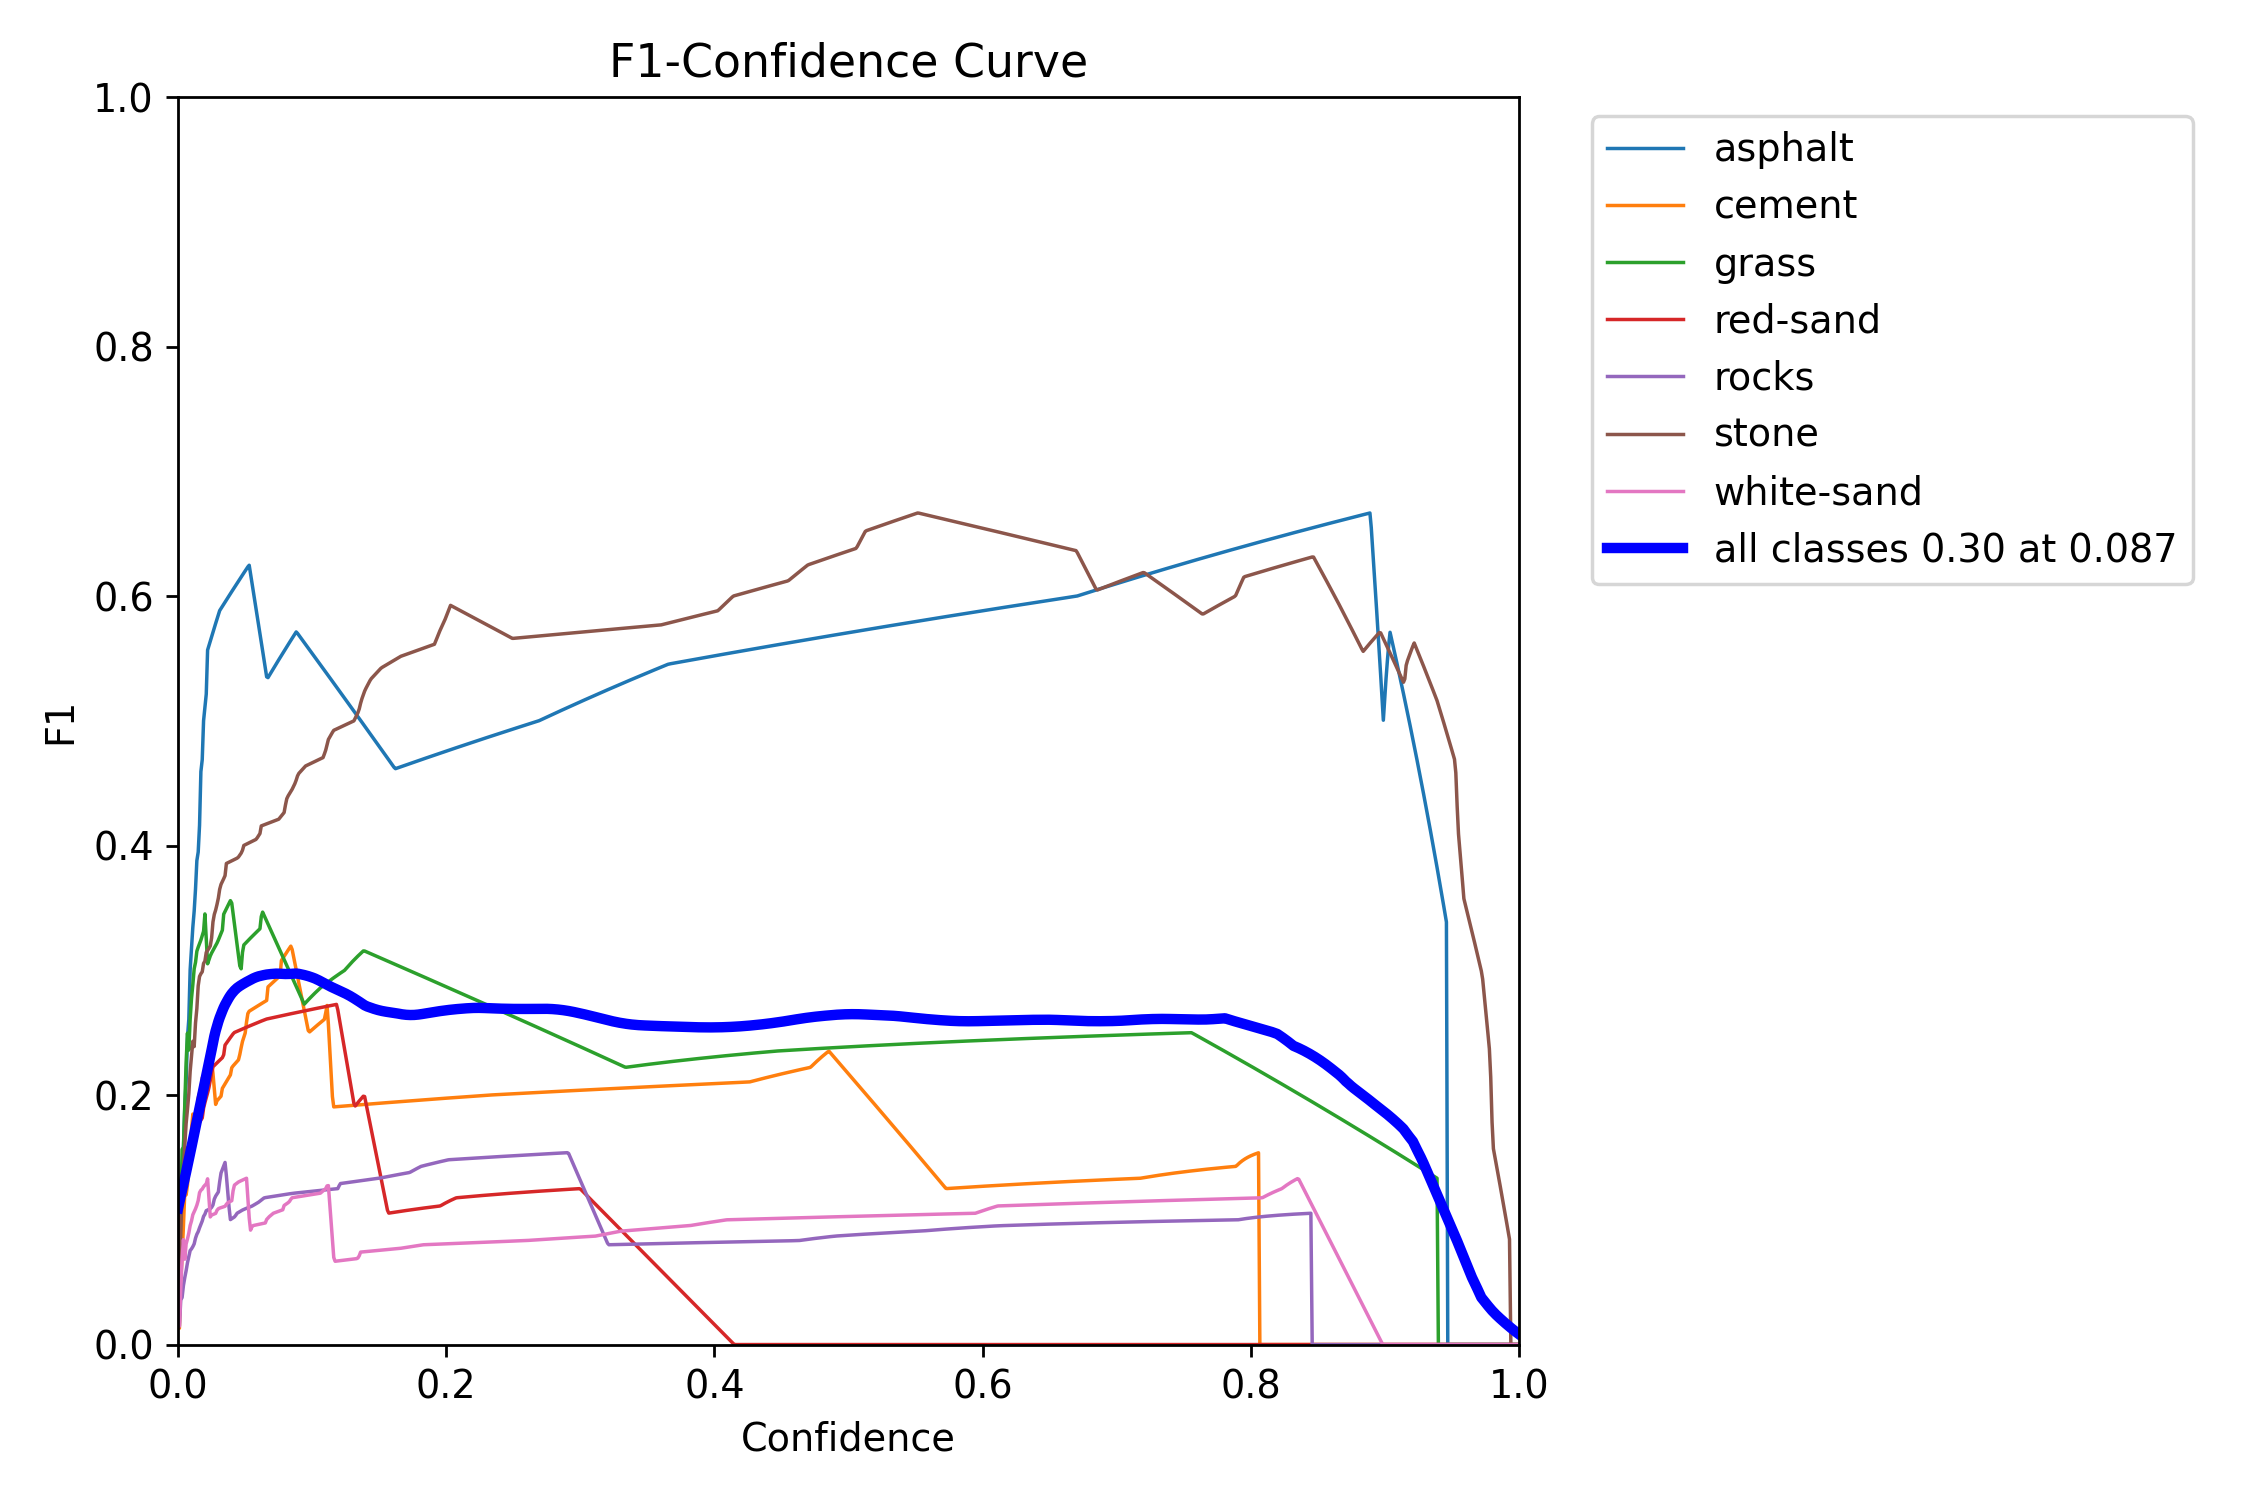 F1-Confidence Curve
1.0
0.8
0.6
0.4
0.2
0.0
F1
0.0 0.2 0.4 0.6 0.8 1.0
Confidence
asphalt
cement
grass
red-sand
rocks
stone
white-sand
all classes 0.30 at 0.087